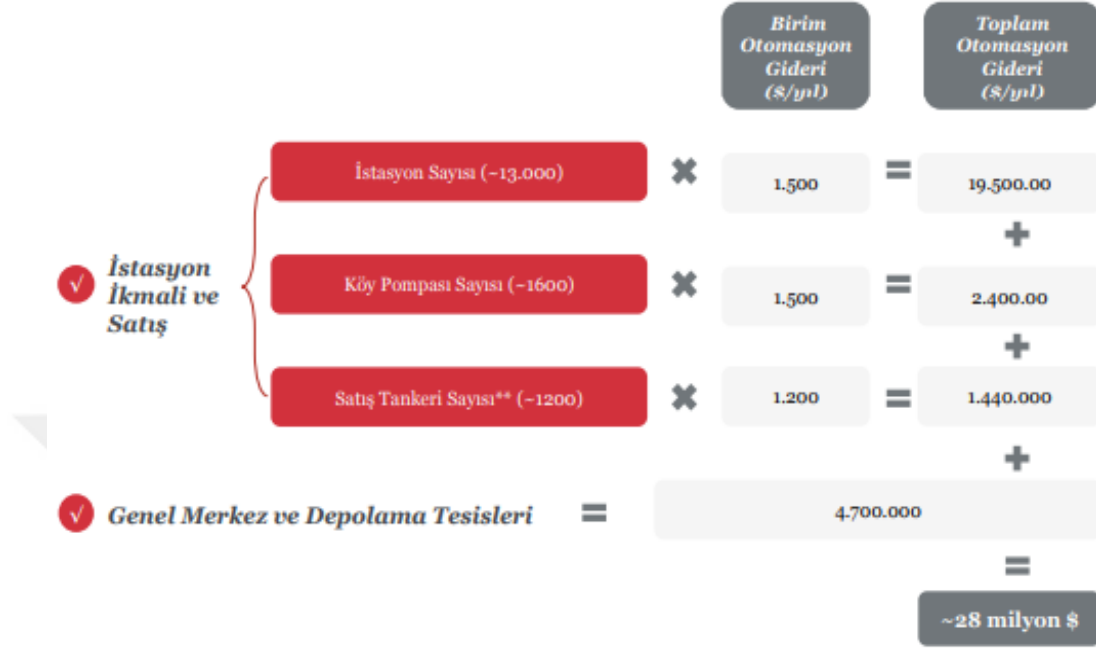 Birim
Otomasyon
Gideri
($/yıl)
Toplam
Otomasyon
Gideri
($/yıl)
İstasyon Sayısı (~13.000)
✖
1.500
=
19.500.00
+
√
İstasyon
İkmali ve
Satış
Köy Pompası Sayısı (~1600)
✖
1.500
=
2.400.00
+
Satış Tankeri Sayısı** (~1200)
✖
1.200
=
1.440.000
+
√
Genel Merkez ve Depolama Tesisleri
=
4.700.000
=
~28 milyon $